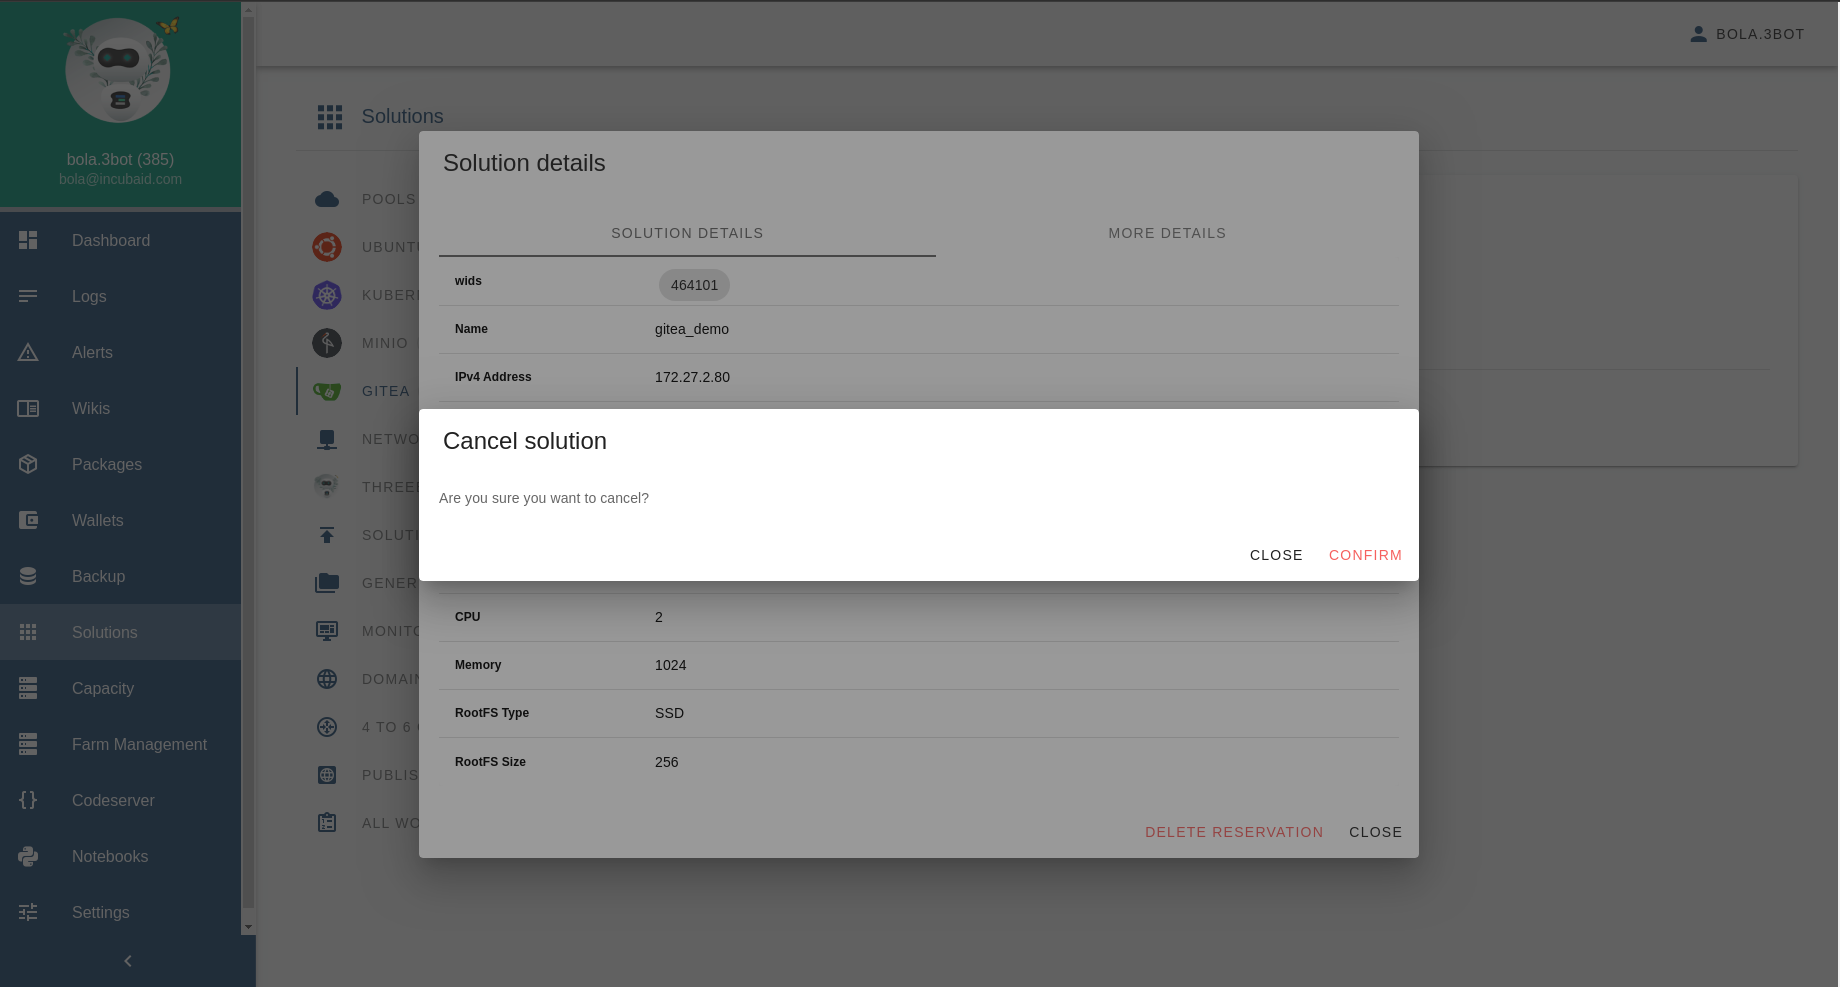 bola.3bot (385)
bola@incubaid.com
Dashboard
Logs
Alerts
Wikis
Packages
Wallets
Backup
Solutions
Capacity
Farm Management
Codeserver
Notebooks
Settings
BOLA.3BOT
Solutions
POOLS
UBUNTU
KUBER
MINIO
GITEA
NETWO
THREE
SOLUTI
GENER
MONITO
DOMAIN
4 TO 6
PUBLIS
ALL WO
Solution details
SOLUTION DETAILS MORE DETAILS
wids 464101
Name gitea_demo
IPv4 Address 172.27.2.80
Cancel solution
Are you sure you want to cancel?
CLOSE CONFIRM
CPU 2
Memory 1024
RootFS Type SSD
RootFS Size 256
DELETE RESERVATION CLOSE